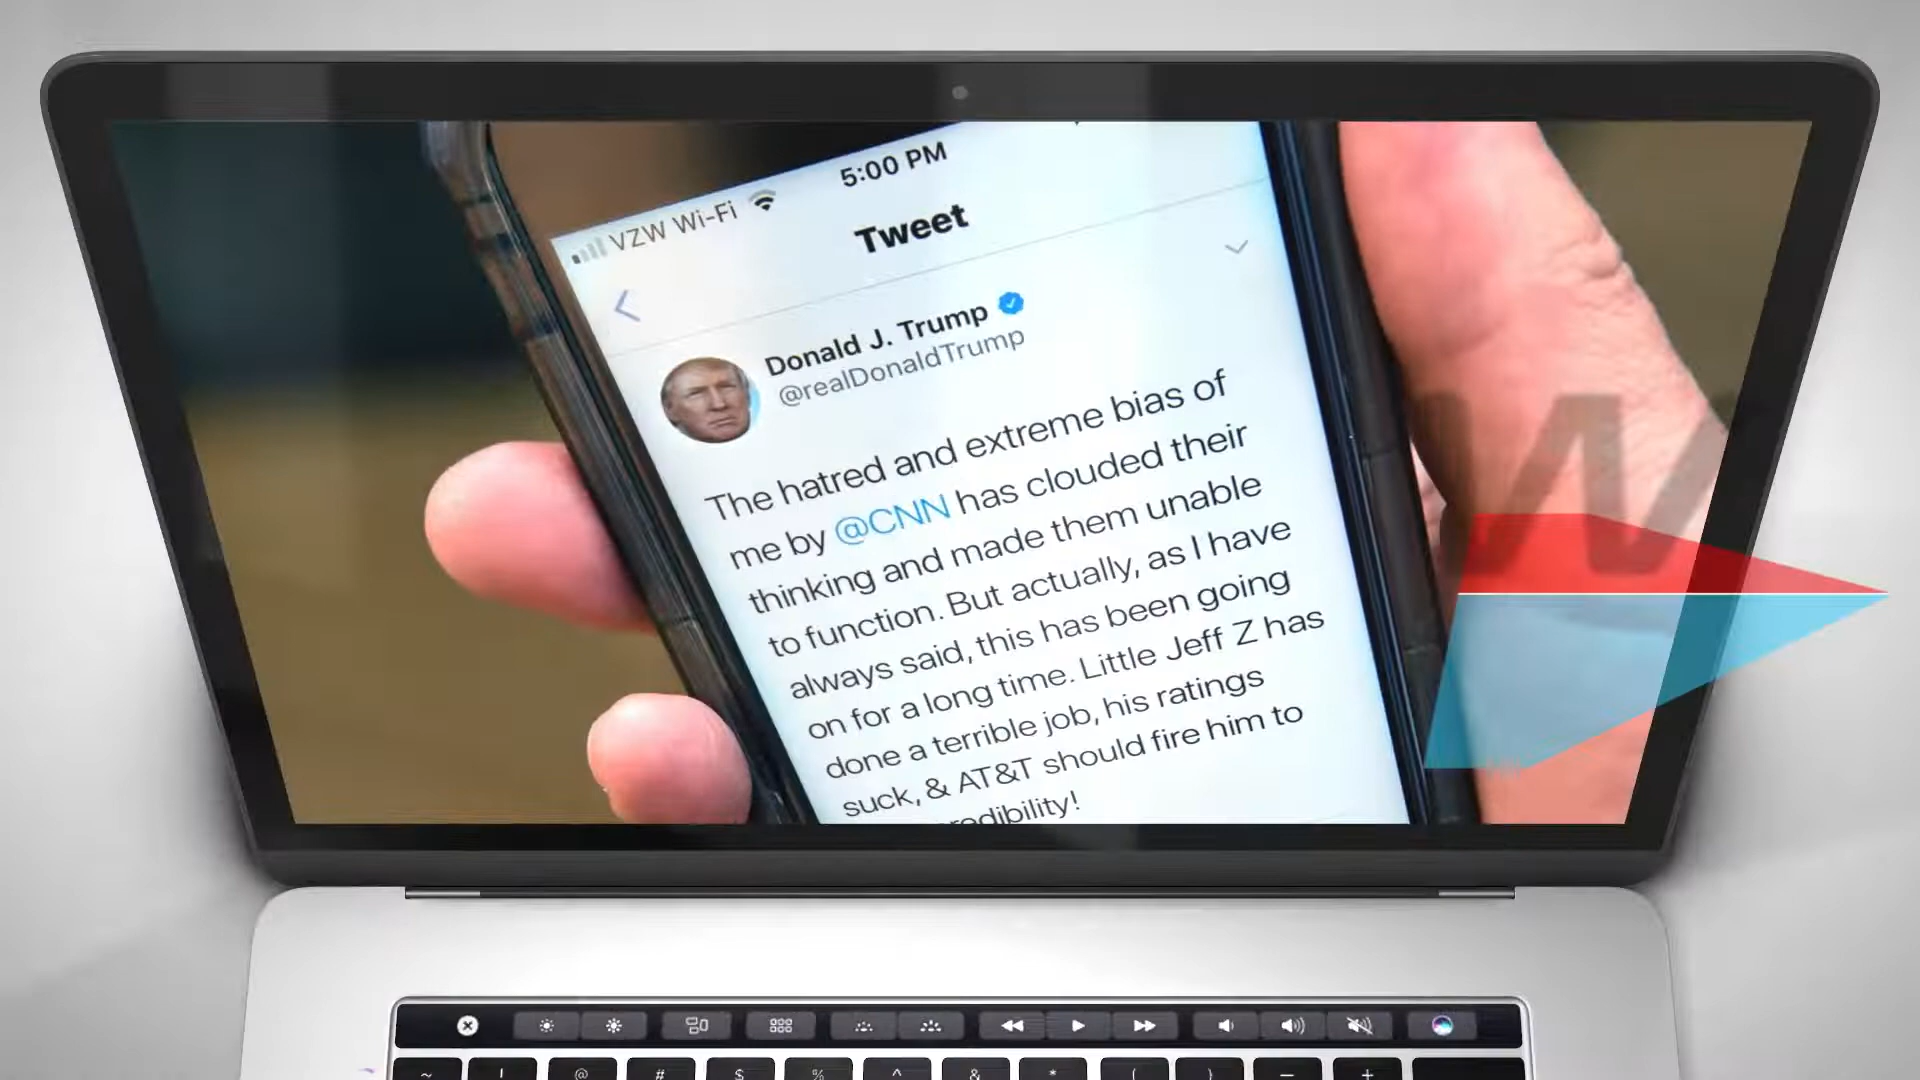 5:00 PM
VZW Wi-Fi
Tweet
Donald J. Trump
@realDonaldTrump
The hatred and extreme bias of
me by @CNN has clouded their
thinking and made them unable
to function. But actually, as I have
always said, this has been going
on for a long time. Little Jeff Z has
done a terrible job, his ratings
suck, & AT&T should fire him to
W
~ ! @ # $ % ^ & * ( ) — +